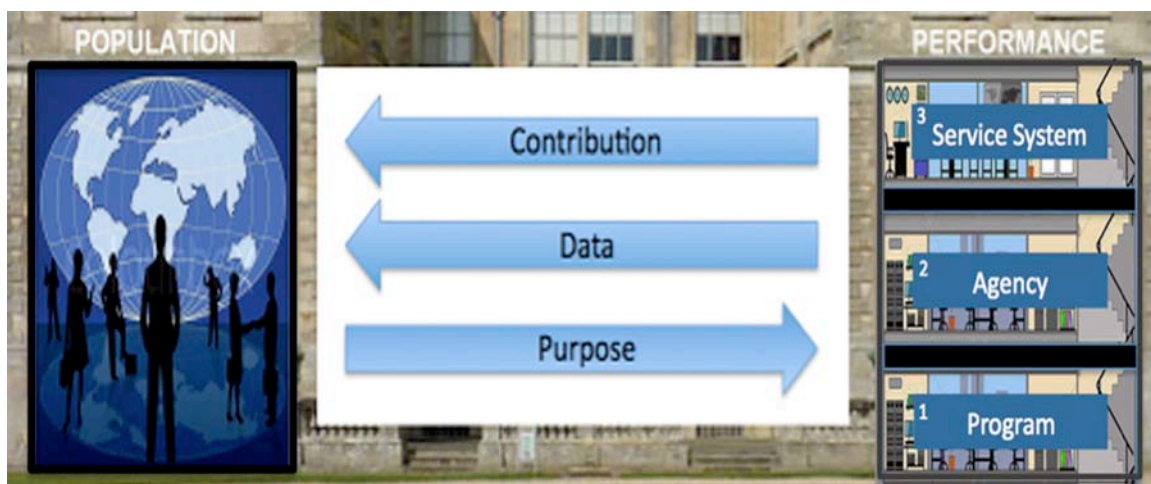 POPULATION
PERFORMANCE
Contribution
Data
Purpose
3
Service System
2
Agency
1
Program